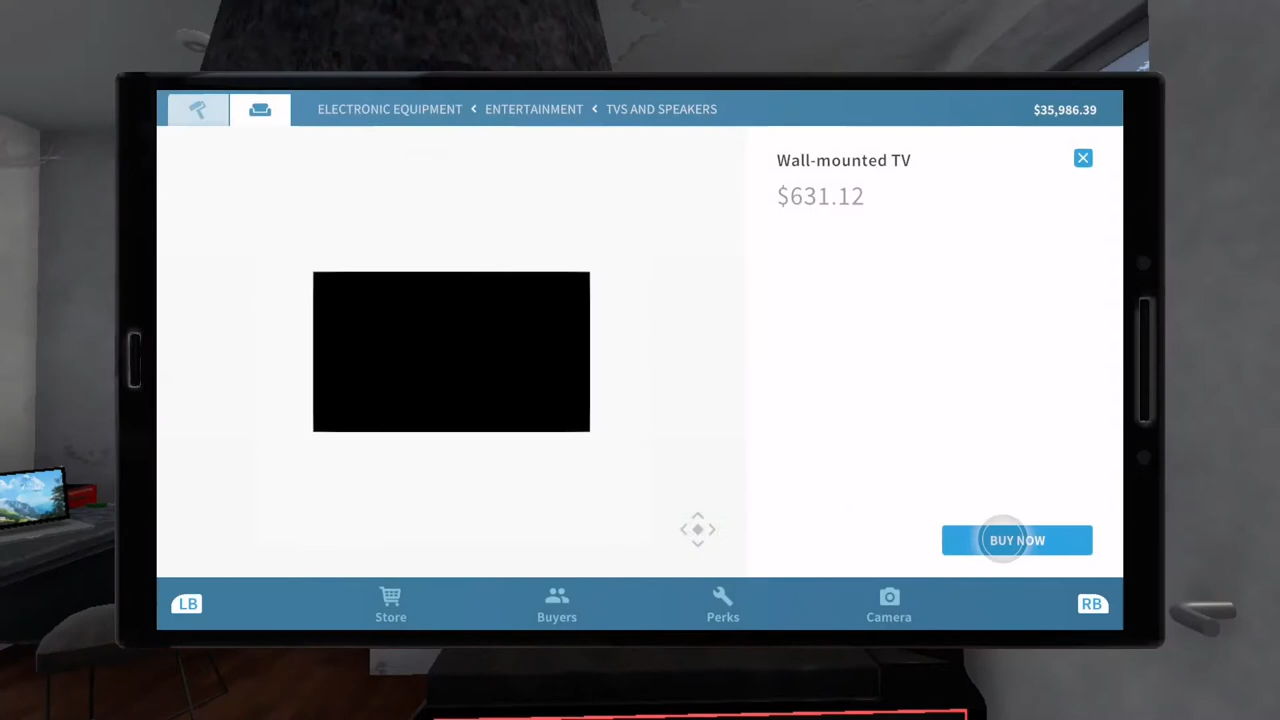 ELECTRONIC EQUIPMENT < ENTERTAINMENT < TVS AND SPEAKERS
$35,986.39
Wall-mounted TV
$631.12
BUY NOW
LB
Store
Buyers
Perks
Camera
RB